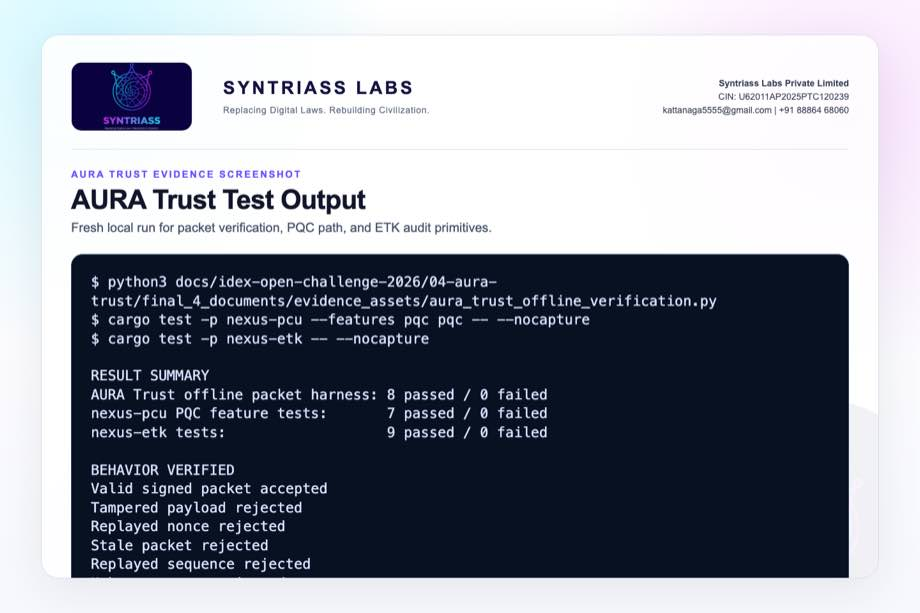 SYNTRIASS
SYNTRIASS LABS
Replacing Digital Laws. Rebuilding Civilization.
Syntriass Labs Private Limited
CIN: U62011AP2025PTC120239
kattanaga5555@gmail.com | +91 88864 68060
AURA TRUST EVIDENCE SCREENSHOT
AURA Trust Test Output
Fresh local run for packet verification, PQC path, and ETK audit primitives.
$ python3 docs/idex-open-challenge-2026/04-aura-
trust/final_4_documents/evidence_assets/aura_trust_offline_verification.py
$ cargo test -p nexus-pcu --features pqc pqc -- --nocapture
$ cargo test -p nexus-etk -- --nocapture
RESULT SUMMARY
AURA Trust offline packet harness: 8 passed / 0 failed
nexus-pcu PQC feature tests: 7 passed / 0 failed
nexus-etk tests: 9 passed / 0 failed
BEHAVIOR VERIFIED
Valid signed packet accepted
Tampered payload rejected
Replayed nonce rejected
Stale packet rejected
Replayed sequence rejected